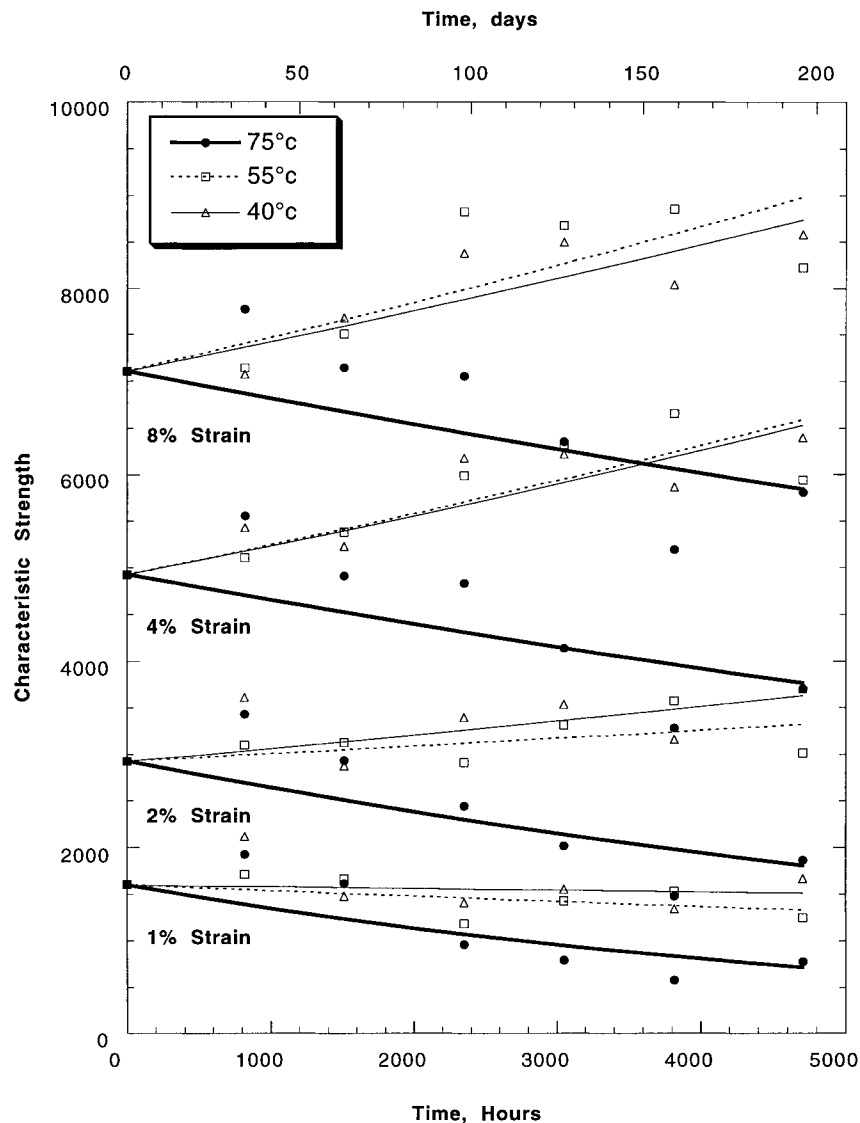 Time, days
0 50 100 150 200
10000
75°c
55°c
40°c
8000
8% Strain
6000
Characteristic Strength
4% Strain
4000
2% Strain
2000
1% Strain
0
0 1000 2000 3000 4000 5000
Time, Hours